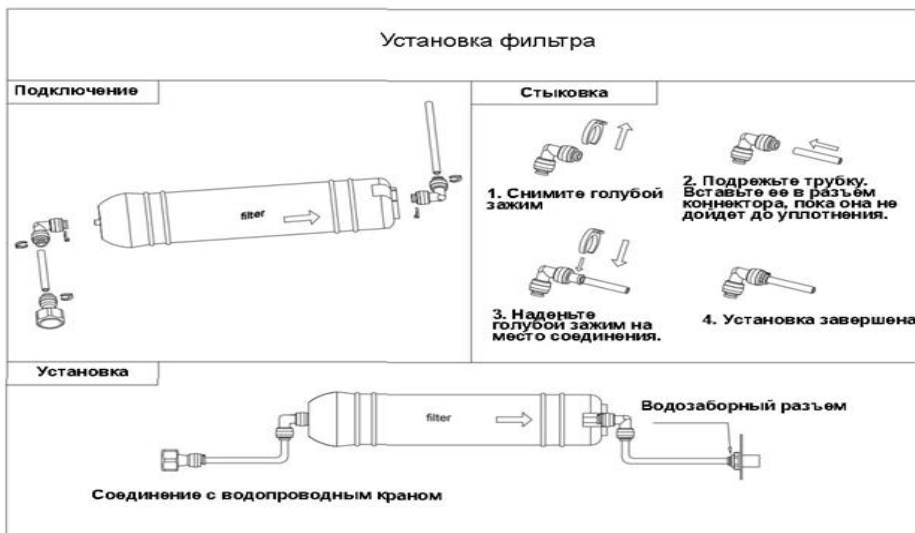 Установка фильтра
Подключение
filter
Стыковка
1. Снимите голубой
зажим
2. Подрежьте трубку.
Вставьте ее в разъем
коннектора, пока она не
дойдет до уплотнения.
3. Наденьте
голубой зажим на
место соединения.
4. Установка завершена
Установка
filter
Водозаборный разъем
Соединение с водопроводным краном